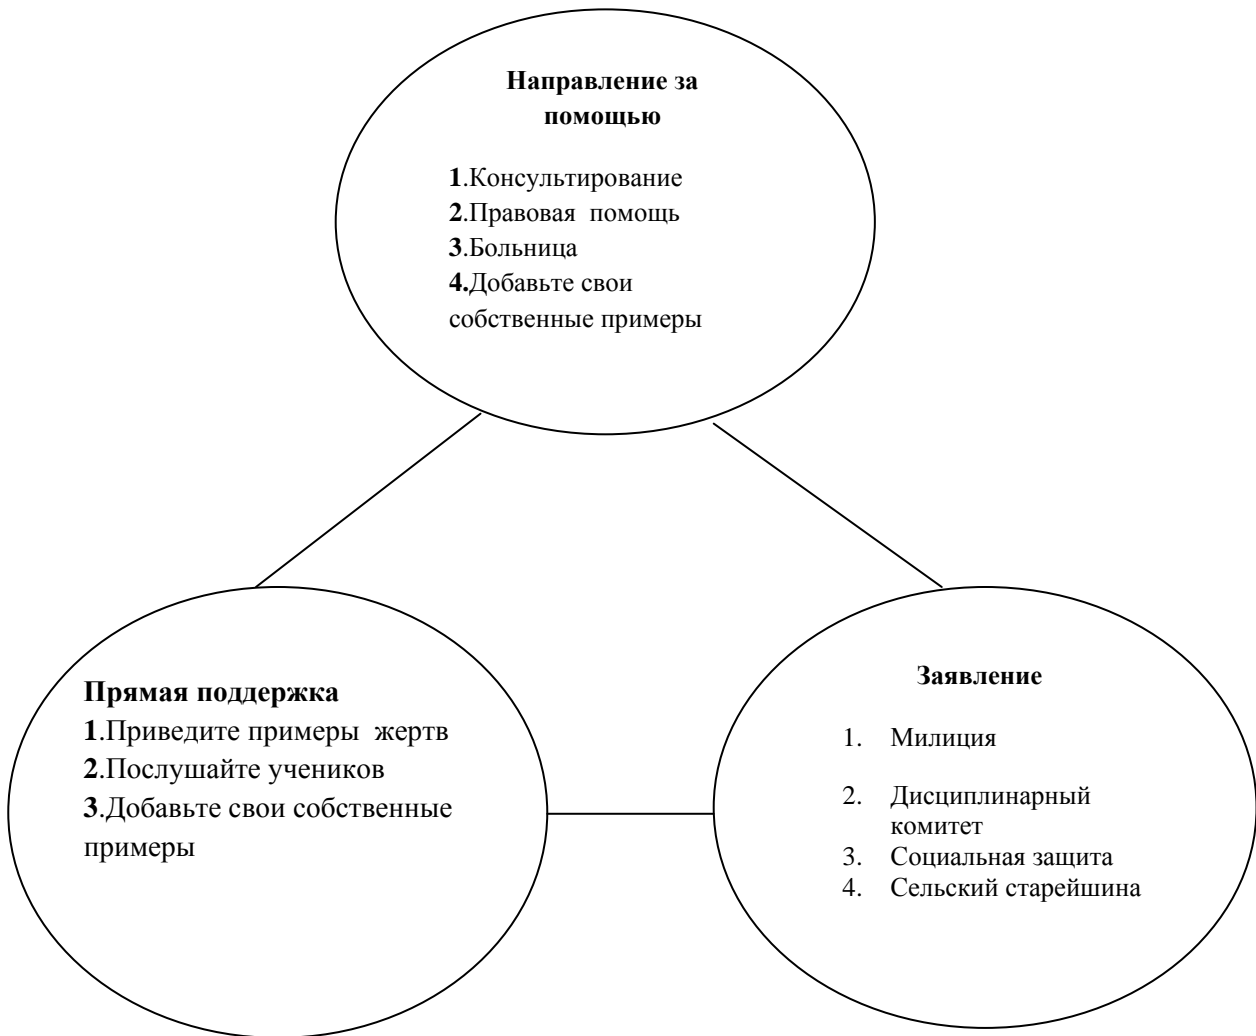 Направление за
помощью
1.Консультирование
2.Правовая помощь
3.Больница
4.Добавьте свои
собственные примеры
Прямая поддержка
1.Приведите примеры жертв
2.Послушайте учеников
3.Добавьте свои собственные
примеры
Заявление
1. Милиция
2. Дисциплинарный
комитет
3. Социальная защита
4. Сельский старейшина